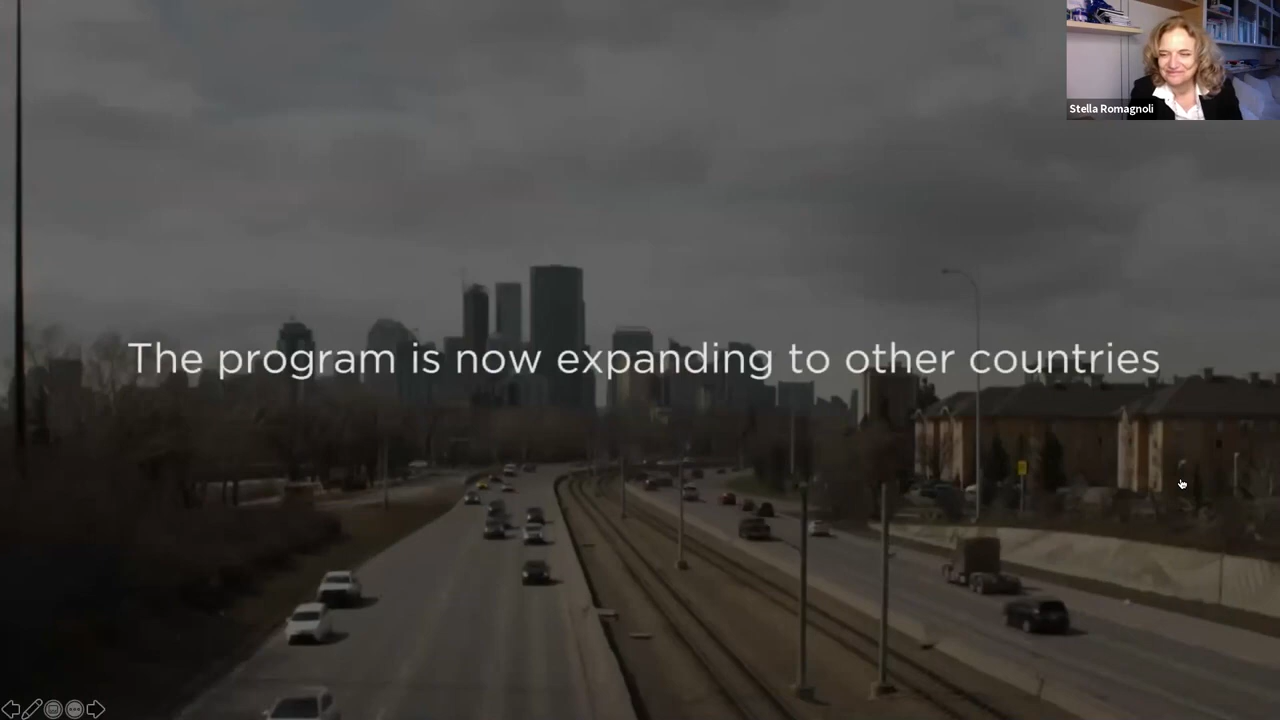 Stella Romagnoli
The program is now expanding to other countries